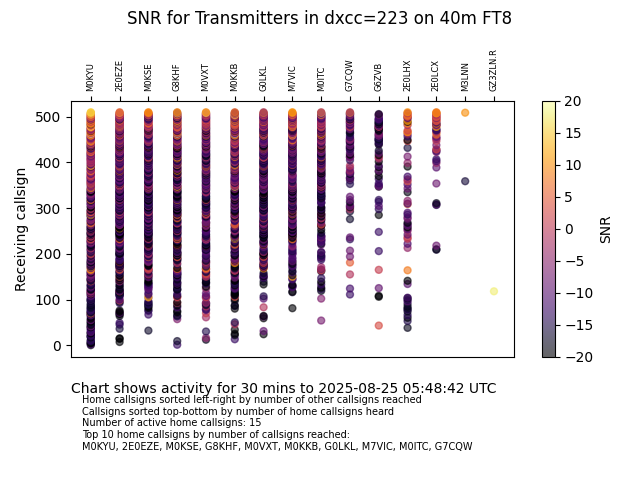 SNR for Transmitters in dxcc=223 on 40m FT8
M0KYU 2E0EZE M0KSE G8KHF M0VXT M0KKB G0LKL M7VIC M0ITC G7CQW G6ZVB 2E0LHX 2E0LCX M3LNN GZ3ZLN.R
500
400
300
200
100
0
Receiving callsign
20
15
10
5
0
−5
−10
−15
−20
SNR
Chart shows activity for 30 mins to 2025-08-25 05:48:42 UTC
Home callsigns sorted left-right by number of other callsigns reached
Callsigns sorted top-bottom by number of home callsigns heard
Number of active home callsigns: 15
Top 10 home callsigns by number of callsigns reached:
M0KYU, 2E0EZE, M0KSE, G8KHF, M0VXT, M0KKB, G0LKL, M7VIC, M0ITC, G7CQW